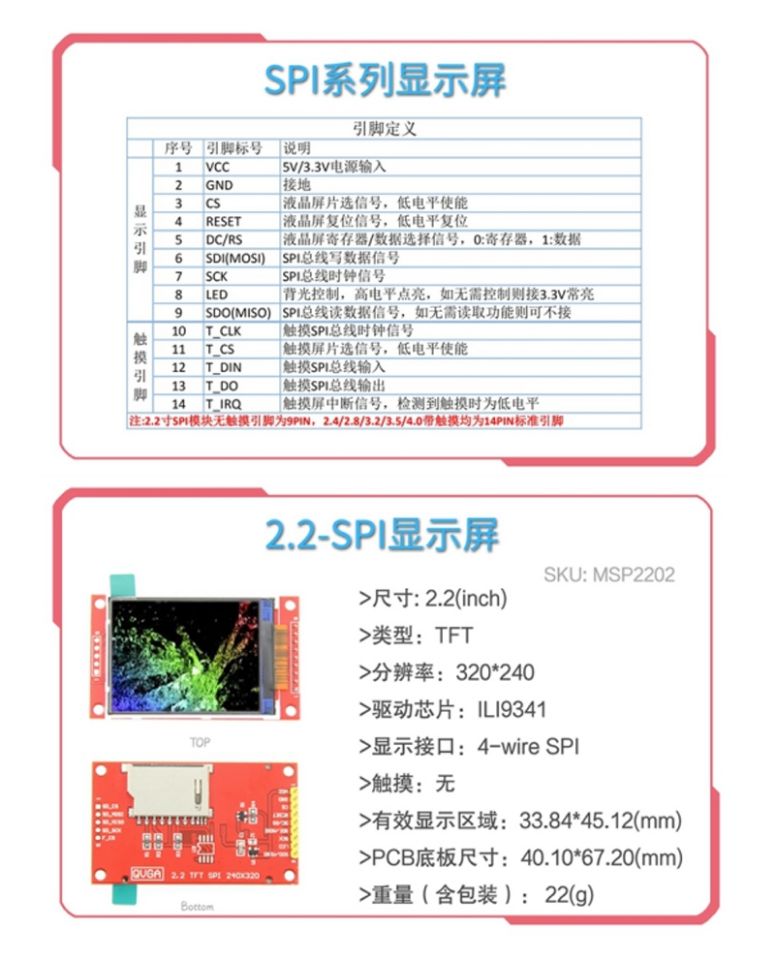 SPI系列显示屏
引脚定义
序号 引脚标号 说明
显示引脚
1 VCC 5V/3.3V电源输入
2 GND 接地
3 CS 液晶屏片选信号，低电平使能
4 RESET 液晶屏复位信号，低电平复位
5 DC/RS 液晶屏寄存器/数据选择信号，0:寄存器，1:数据
6 SDI(MOSI) SPI总线写数据信号
7 SCK SPI总线时钟信号
8 LED 背光控制，高电平点亮，如无需控制则接3.3V常亮
9 SDO(MISO) SPI总线读数据信号，如无需读取功能则可不接
触摸引脚
10 T_CLK 触摸SPI总线时钟信号
11 T_CS 触摸屏片选信号，低电平使能
12 T_DIN 触摸SPI总线输入
13 T_DO 触摸SPI总线输出
14 T_IRQ 触摸屏中断信号，检测到触摸时为低电平
注:2.2寸SPI模块无触摸引脚为9PIN，2.4/2.8/3.2/3.5/4.0带触摸均为14PIN标准引脚
2.2-SPI显示屏
SKU: MSP2202
>尺寸: 2.2(inch)
>类型：TFT
>分辨率：320*240
>驱动芯片：ILI9341
>显示接口：4-wire SPI
>触摸：无
>有效显示区域：33.84*45.12(mm)
>PCB底板尺寸：40.10*67.20(mm)
>重量（含包装）：22(g)
TOP
QVGA 2.2 TFT SPI 240X320
Bottom